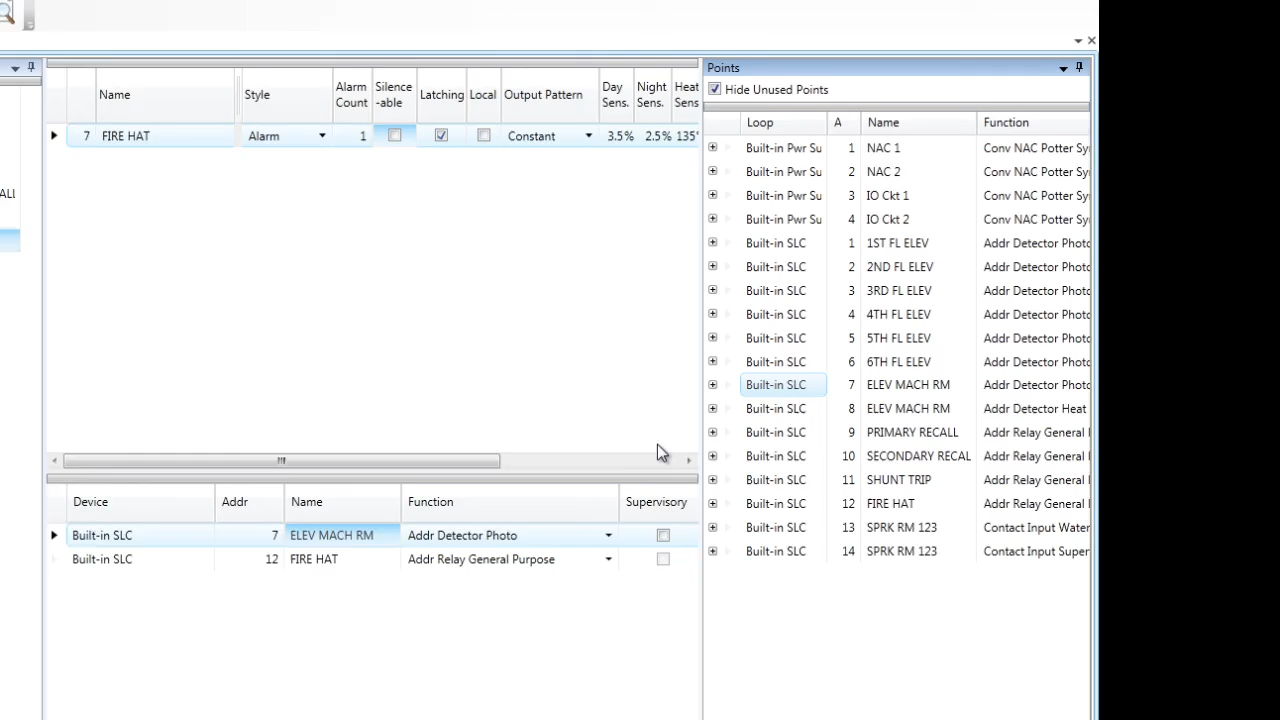 Name Style Alarm Count Silence -able Latching Local Output Pattern Day Sens. Night Sens. Heat Sens
7 FIRE HAT Alarm 1 Constant 3.5% 2.5% 135°
ALL
Device Addr Name Function Supervisory
Built-in SLC 7 ELEV MACH RM Addr Detector Photo
Built-in SLC 12 FIRE HAT Addr Relay General Purpose
Points
Hide Unused Points
Loop A Name Function
Built-in Pwr Su 1 NAC 1 Conv NAC Potter Sy
Built-in Pwr Su 2 NAC 2 Conv NAC Potter Sy
Built-in Pwr Su 3 IO Ckt 1 Conv NAC Potter Sy
Built-in Pwr Su 4 IO Ckt 2 Conv NAC Potter Sy
Built-in SLC 1 1ST FL ELEV Addr Detector Photo
Built-in SLC 2 2ND FL ELEV Addr Detector Photo
Built-in SLC 3 3RD FL ELEV Addr Detector Photo
Built-in SLC 4 4TH FL ELEV Addr Detector Photo
Built-in SLC 5 5TH FL ELEV Addr Detector Photo
Built-in SLC 6 6TH FL ELEV Addr Detector Photo
Built-in SLC 7 ELEV MACH RM Addr Detector Photo
Built-in SLC 8 ELEV MACH RM Addr Detector Heat
Built-in SLC 9 PRIMARY RECALL Addr Relay General
Built-in SLC 10 SECONDARY RECAL Addr Relay General
Built-in SLC 11 SHUNT TRIP Addr Relay General
Built-in SLC 12 FIRE HAT Addr Relay General
Built-in SLC 13 SPRK RM 123 Contact Input Water
Built-in SLC 14 SPRK RM 123 Contact Input Super